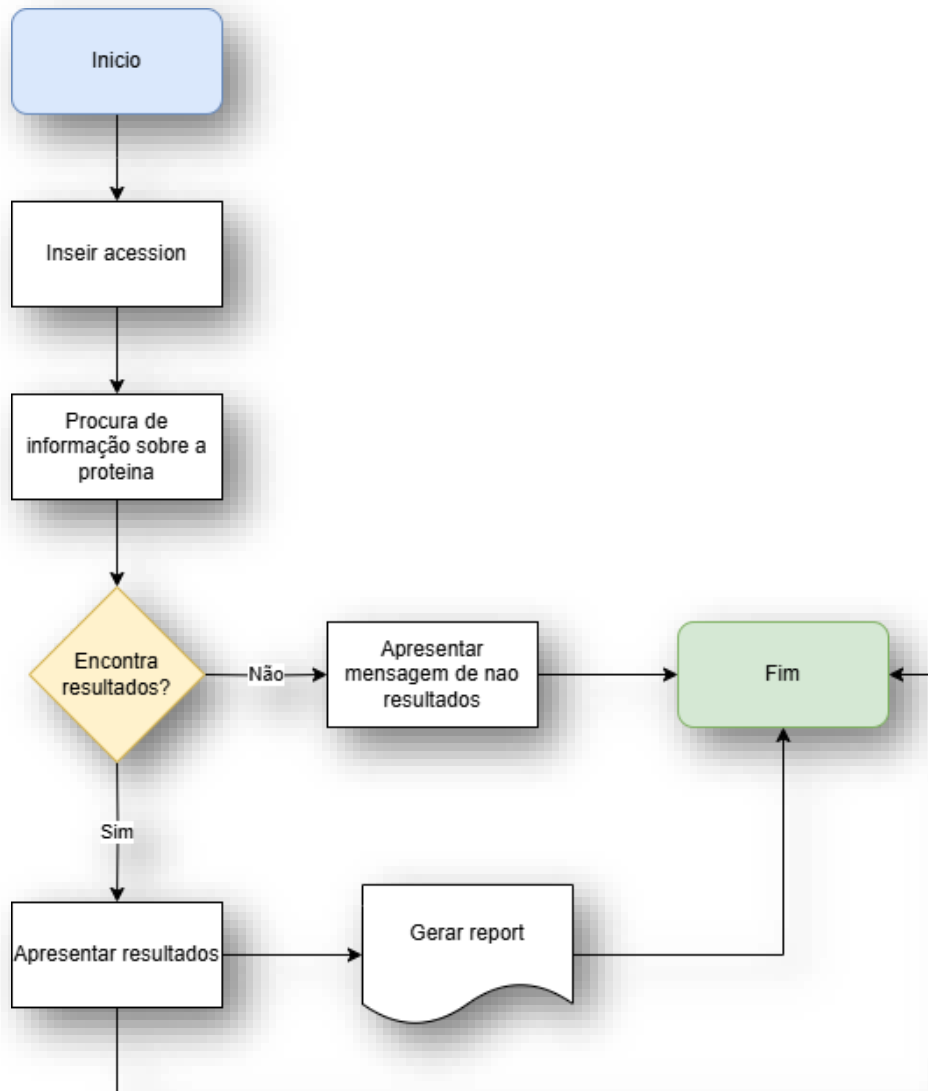 Inicio
Inseir acession
Procura de
informação sobre a
proteina
Encontra
resultados?
Não
Apresentar
mensagem de nao
resultados
Fim
Sim
Apresentar resultados
Gerar report